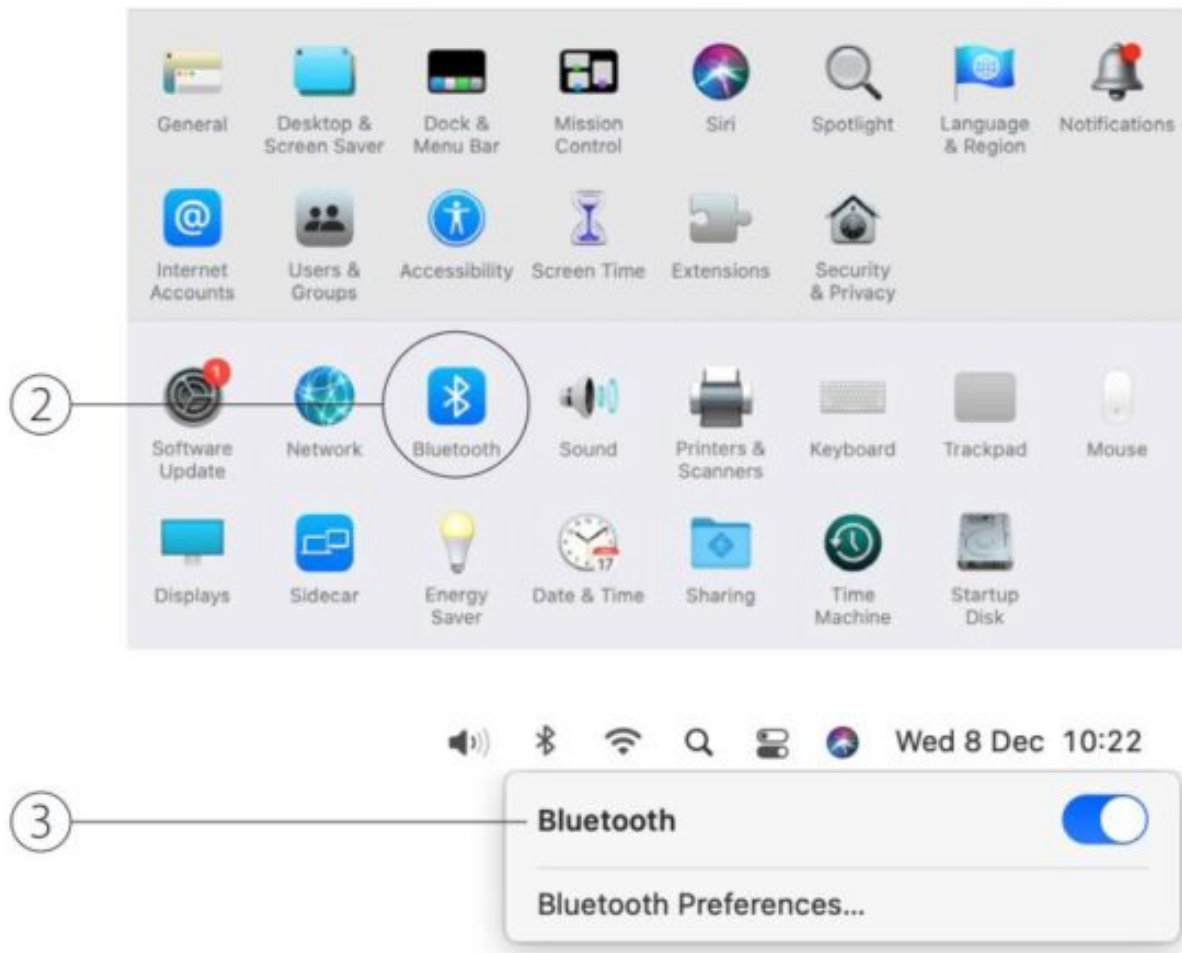 General Desktop & Dock & Mission Siri Spotlight Language Notifications
Screen Saver Menu Bar Control & Region
@
Internet Users & Accessibility Screen Time Extensions Security
Accounts Groups & Privacy
2
1
Software Network Bluetooth Sound Printers & Keyboard Trackpad Mouse
Update Scanners
17
Displays Sidecar Energy Date & Time Sharing Time Startup
Saver Machine Disk
Wed 8 Dec 10:22
3 Bluetooth
Bluetooth Preferences...